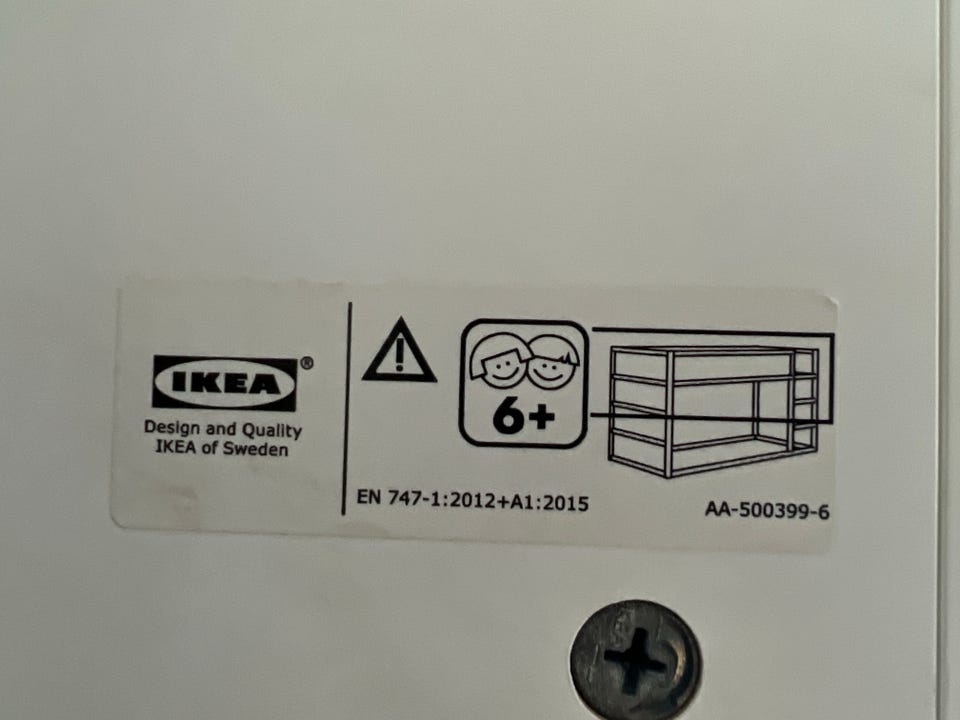 IKEA®
Design and Quality
IKEA of Sweden
6+
EN 747-1:2012+A1:2015
AA-500399-6